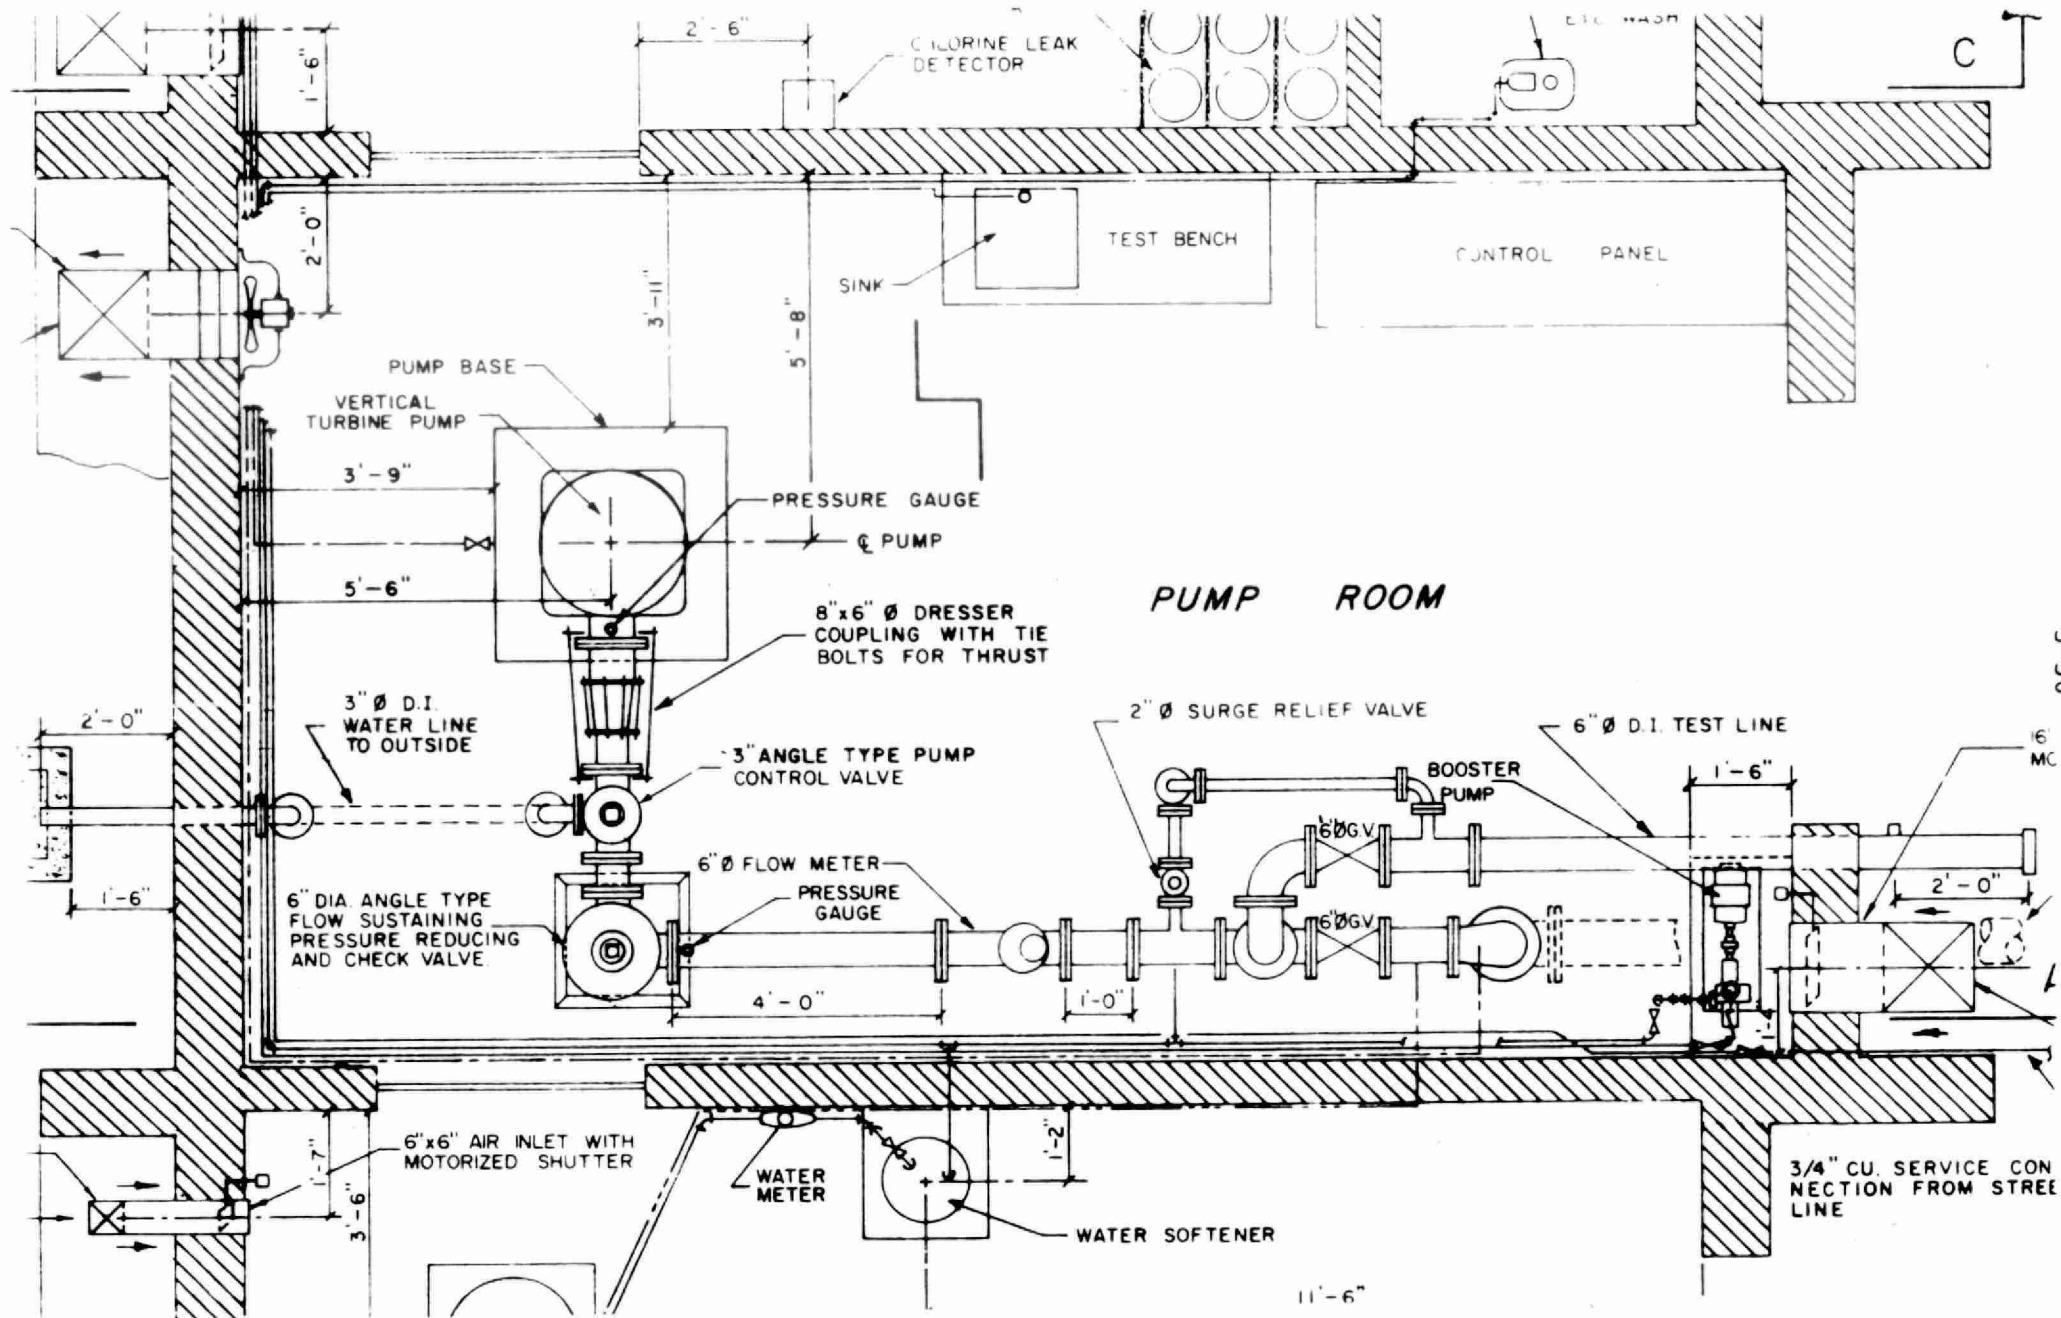 2'-6"
CHLORINE LEAK
DETECTOR
EYE WASH
C
1'-6"
2'-0"
3'-11"
5'-8"
SINK
TEST BENCH
CONTROL PANEL
PUMP BASE
VERTICAL
TURBINE PUMP
3'-9"
PRESSURE GAUGE
℄ PUMP
5'-6"
PUMP ROOM
8"x6" Ø DRESSER
COUPLING WITH TIE
BOLTS FOR THRUST
3" Ø D.I.
WATER LINE
TO OUTSIDE
2'-0"
3" ANGLE TYPE PUMP
CONTROL VALVE
2" Ø SURGE RELIEF VALVE
6" Ø D.I. TEST LINE
BOOSTER
PUMP
1'-6"
16"
MO
6"Ø G.V.
6" Ø FLOW METER
PRESSURE
GAUGE
1'-6"
6" DIA. ANGLE TYPE
FLOW SUSTAINING
PRESSURE REDUCING
AND CHECK VALVE.
6"Ø G.V.
2'-0"
4'-0"
1'-0"
1'-7"
3'-6"
6"x6" AIR INLET WITH
MOTORIZED SHUTTER
WATER
METER
1'-2"
WATER SOFTENER
3/4" CU. SERVICE CON
NECTION FROM STREE
LINE
11'-6"